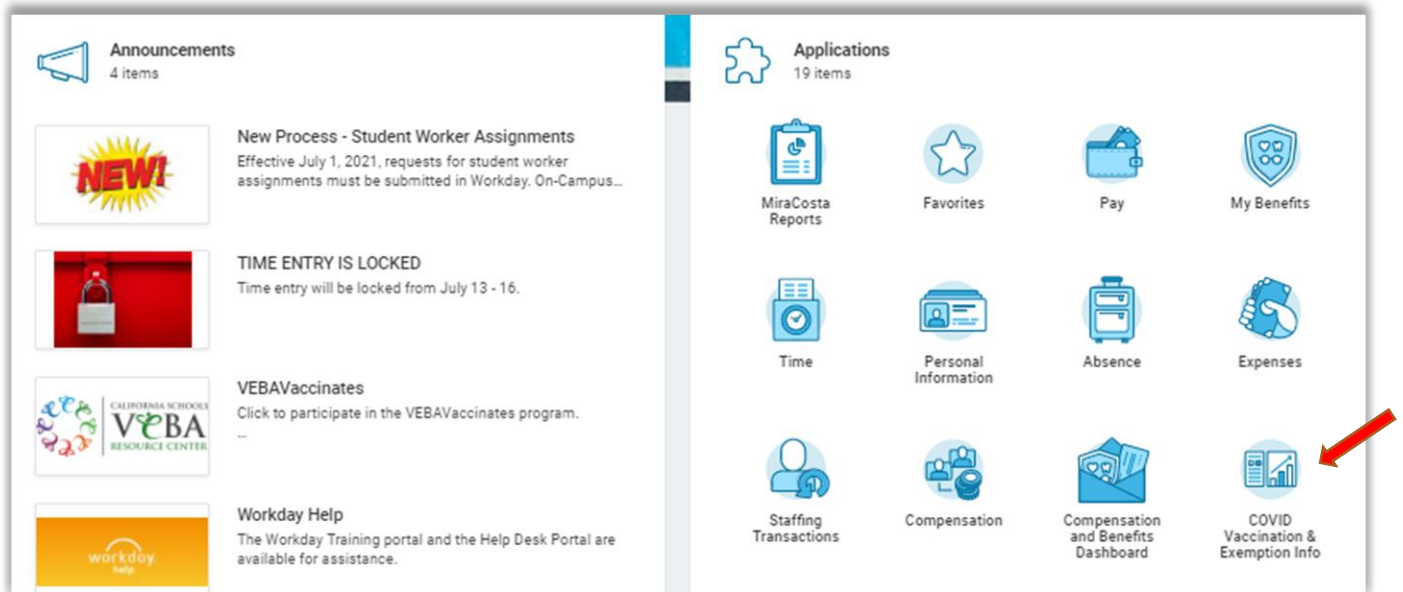 Announcements
4 items
NEW!
New Process - Student Worker Assignments
Effective July 1, 2021, requests for student worker
assignments must be submitted in Workday. On-Campus...
TIME ENTRY IS LOCKED
Time entry will be locked from July 13 - 16.
CALIFORNIA SCHOOLS
VEBA
RESOURCE CENTER
VEBAVaccinates
Click to participate in the VEBAVaccinates program.
...
workday.
help
Workday Help
The Workday Training portal and the Help Desk Portal are
available for assistance.
Applications
19 items
MiraCosta
Reports
Favorites
Pay
My Benefits
Time
Personal
Information
Absence
Expenses
Staffing
Transactions
Compensation
Compensation
and Benefits
Dashboard
COVID
Vaccination &
Exemption Info